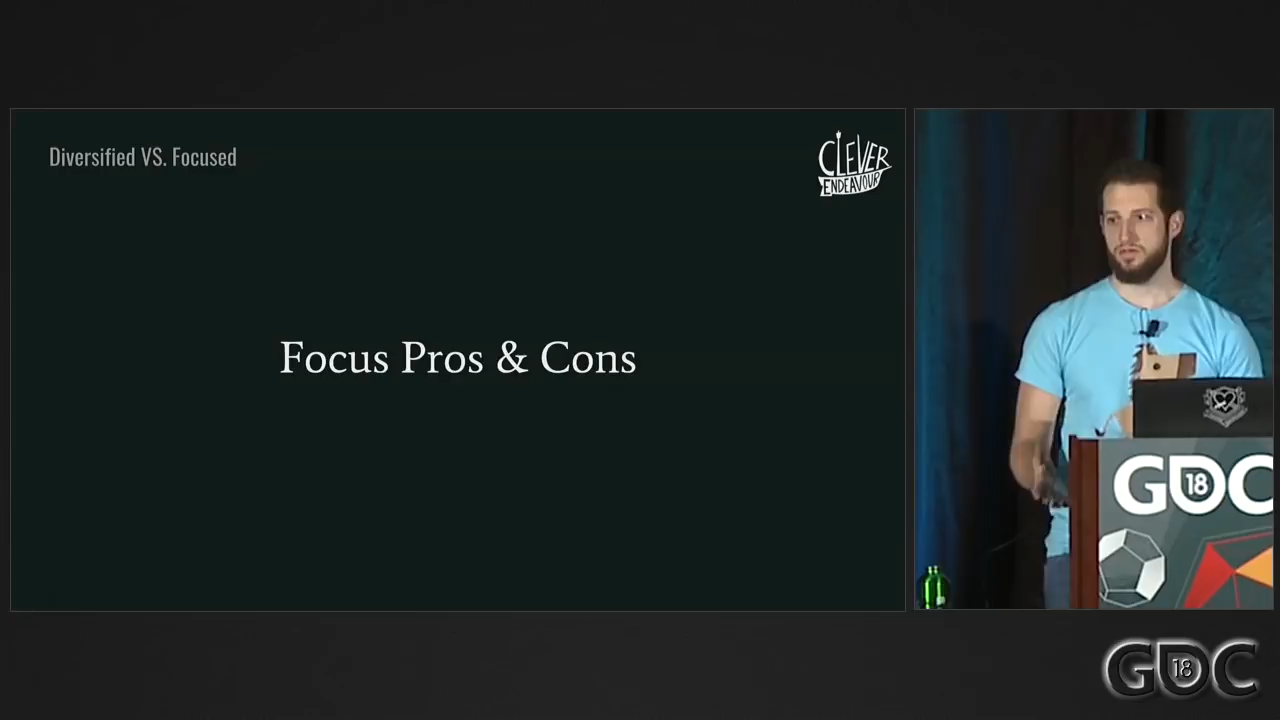 Diversified VS. Focused
CLEVER
ENDEAVOUR
Focus Pros & Cons
GDC
18
GDC
18